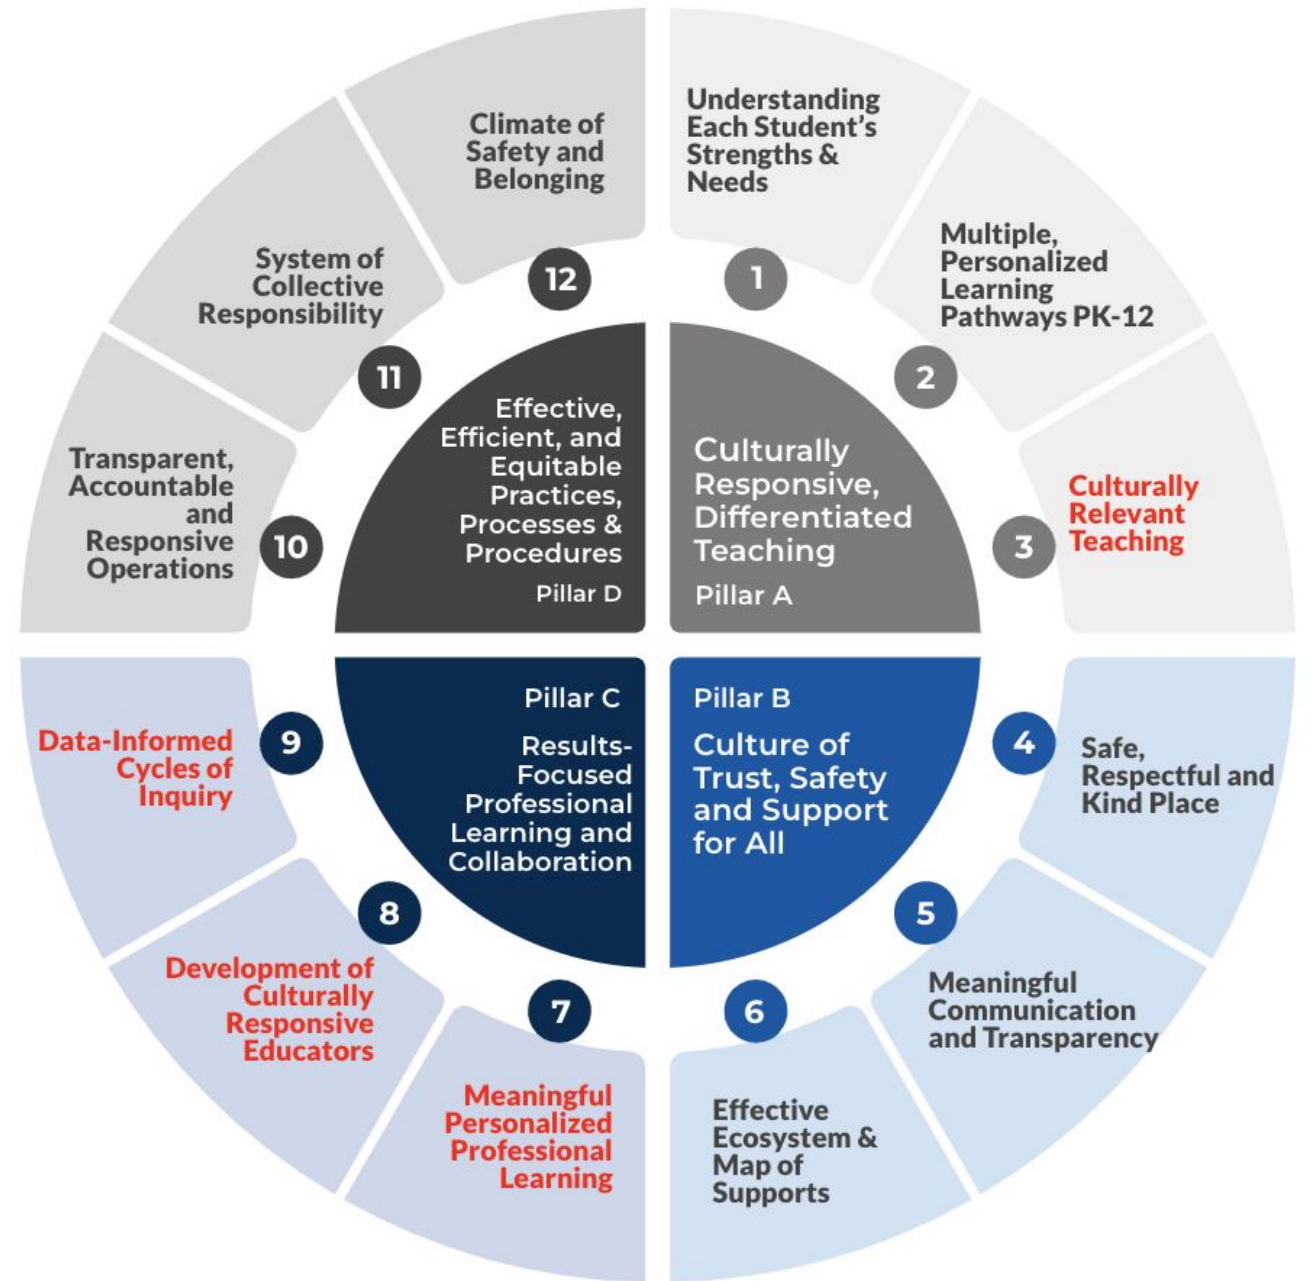 Understanding
Each Student's
Strengths &
Needs
1
Multiple,
Personalized
Learning
Pathways PK-12
2
Culturally
Relevant
Teaching
3
Culturally
Responsive,
Differentiated
Teaching
Pillar A
Safe,
Respectful and
Kind Place
4
Meaningful
Communication
and Transparency
5
Effective
Ecosystem &
Map of
Supports
6
Pillar B
Culture of
Trust, Safety
and Support
for All
Meaningful
Personalized
Professional
Learning
7
Development of
Culturally
Responsive
Educators
8
Data-Informed
Cycles of
Inquiry
9
Pillar C
Results-
Focused
Professional
Learning and
Collaboration
Transparent,
Accountable
and
Responsive
Operations
10
System of
Collective
Responsibility
11
Climate of
Safety and
Belonging
12
Effective,
Efficient, and
Equitable
Practices,
Processes &
Procedures
Pillar D